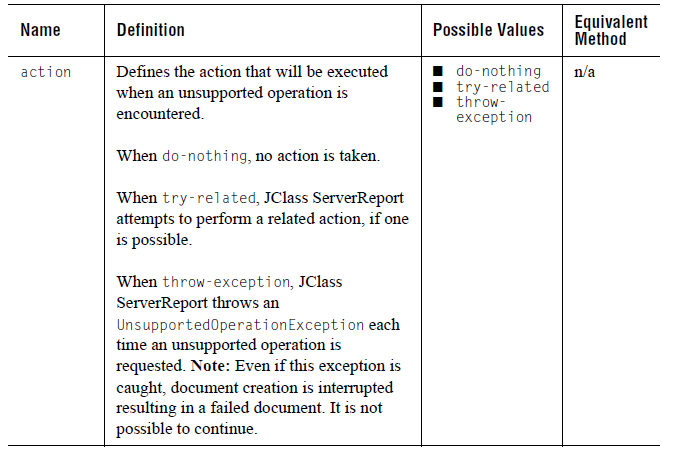 Name
Definition
Possible Values
Equivalent
Method
action
Defines the action that will be executed
when an unsupported operation is
encountered.
When do-nothing, no action is taken.
When try-related, JClass ServerReport
attempts to perform a related action, if one
is possible.
When throw-exception, JClass
ServerReport throws an
UnsupportedOperationException each
time an unsupported operation is
requested. Note: Even if this exception is
caught, document creation is interrupted
resulting in a failed document. It is not
possible to continue.
■ do-nothing
■ try-related
■ throw-
exception
n/a